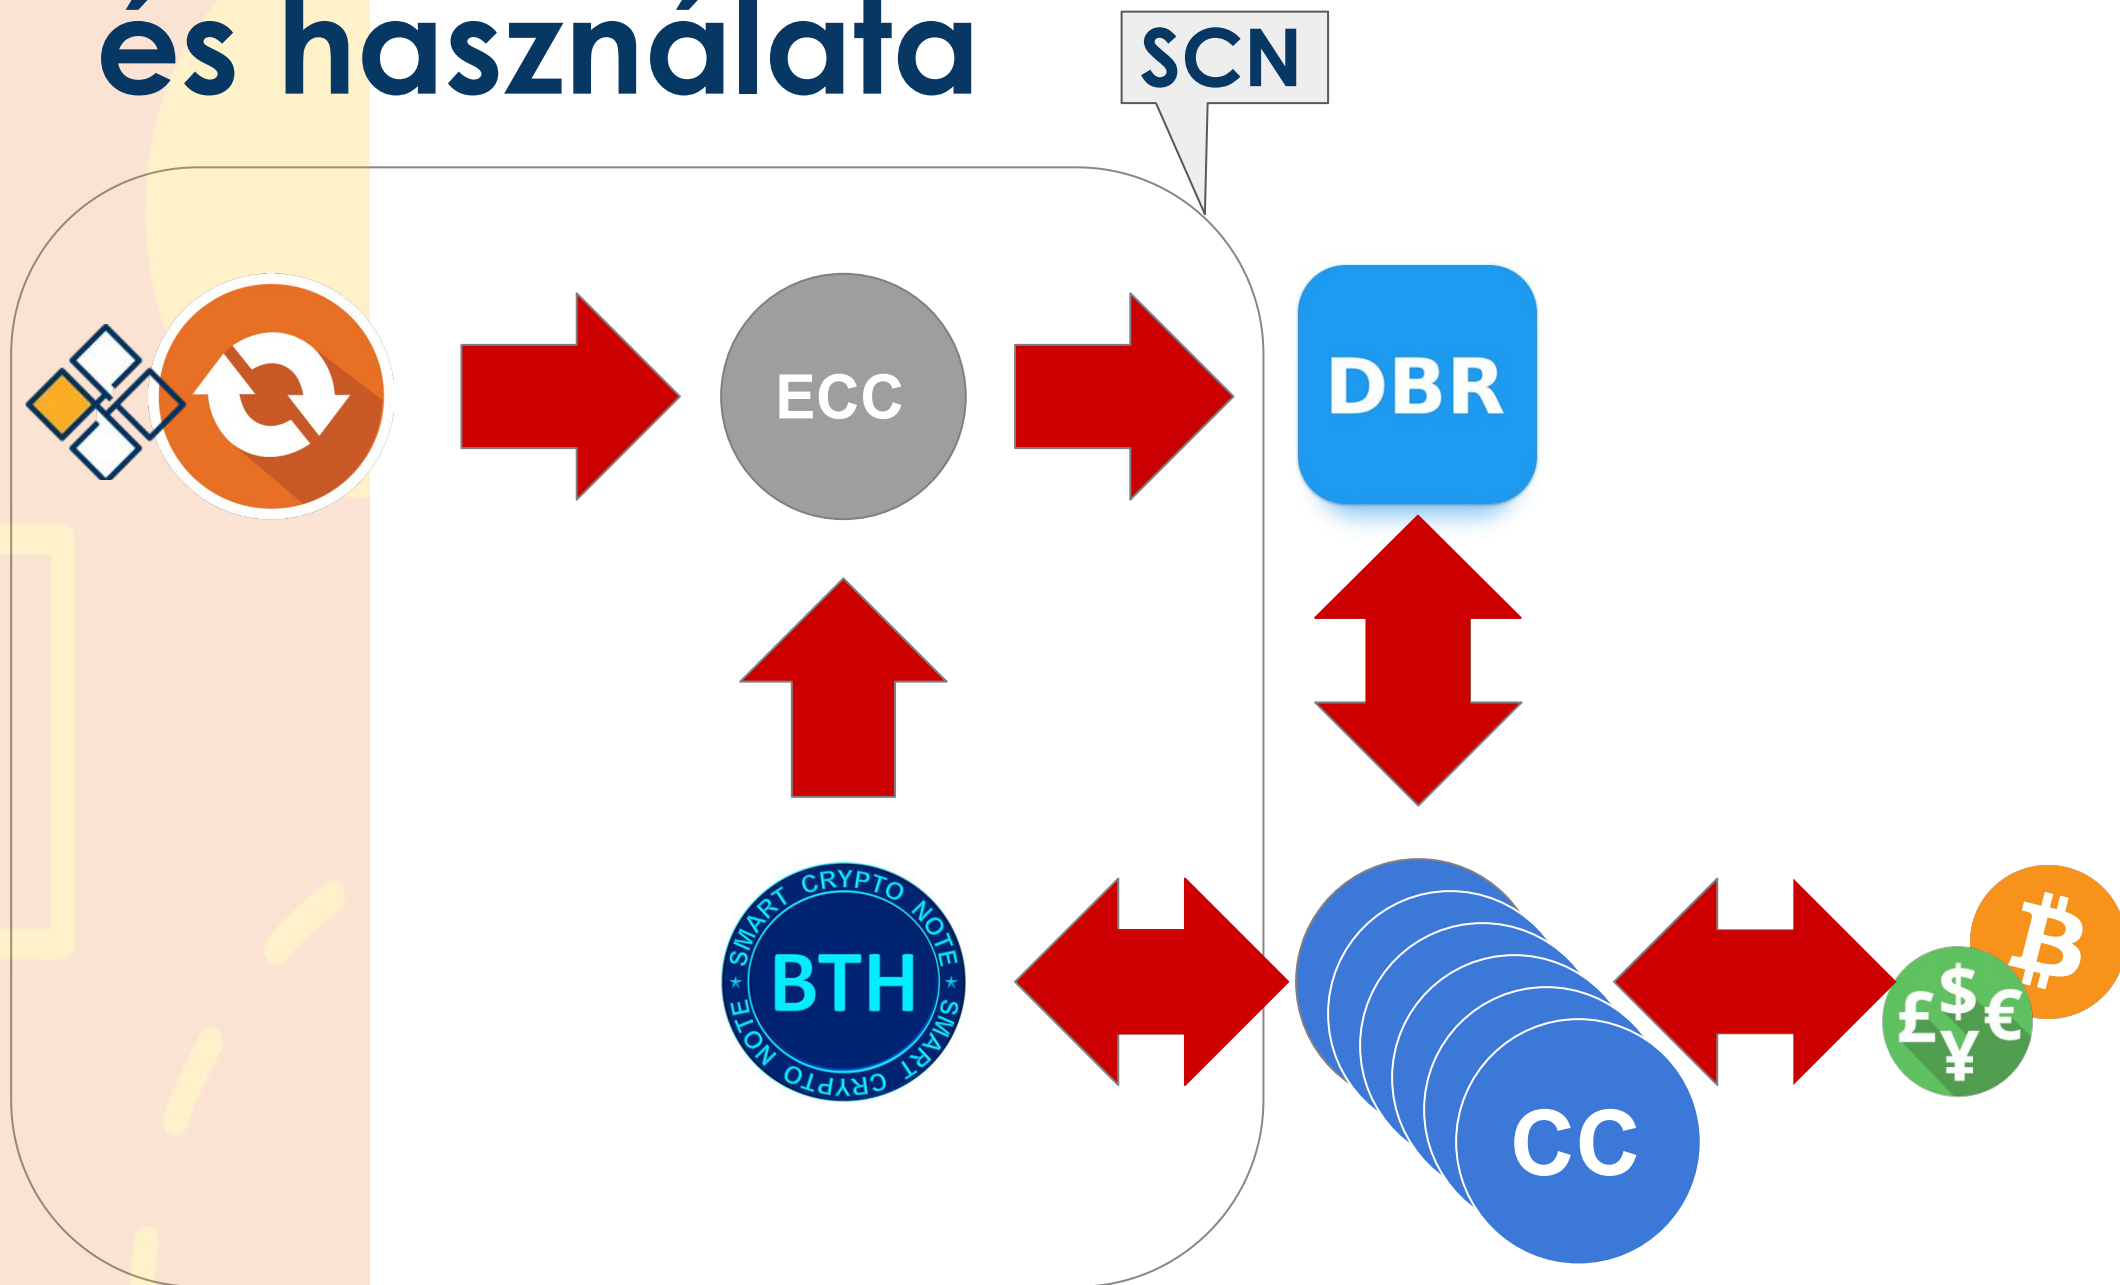 és használata
SCN
ECC
DBR
SMART CRYPTO NOTE ★ SMART CRYPTO NOTE ★
BTH
CC
₿
$
£ €
¥